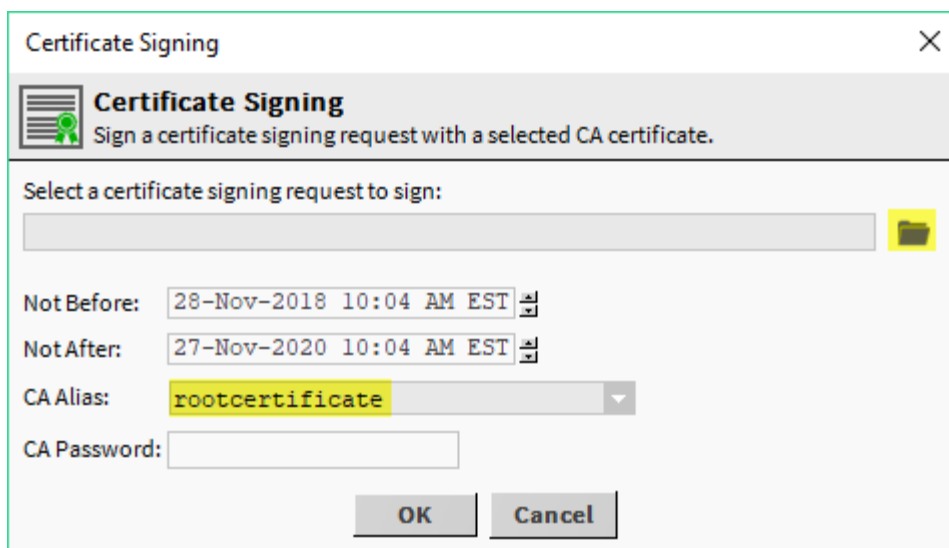 Certificate Signing
Certificate Signing
Sign a certificate signing request with a selected CA certificate.
Select a certificate signing request to sign:
Not Before: 28-Nov-2018 10:04 AM EST
Not After: 27-Nov-2020 10:04 AM EST
CA Alias: rootcertificate
CA Password:
OK Cancel